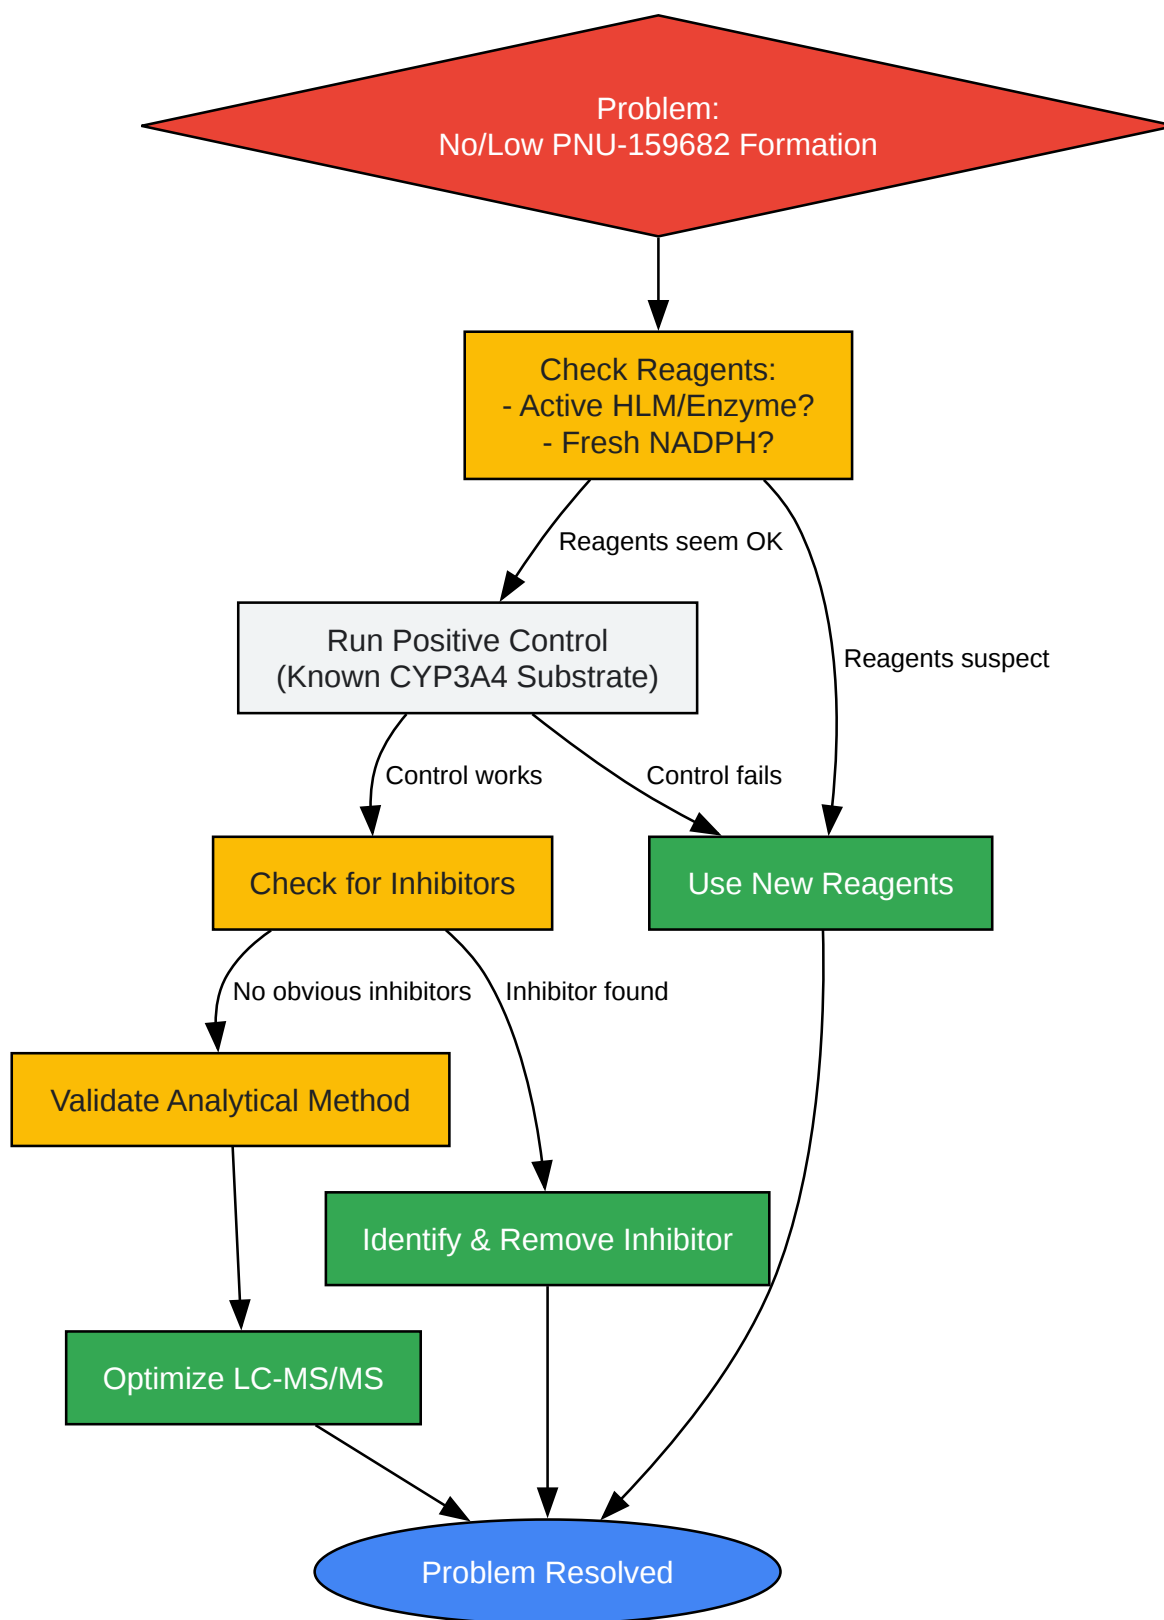 Problem:
No/Low PNU-159682 Formation
Check Reagents:
- Active HLM/Enzyme?
- Fresh NADPH?
Reagents seem OK
Run Positive Control
(Known CYP3A4 Substrate)
Reagents suspect
Control works
Control fails
Check for Inhibitors
Use New Reagents
No obvious inhibitors
Inhibitor found
Validate Analytical Method
Identify & Remove Inhibitor
Optimize LC-MS/MS
Problem Resolved